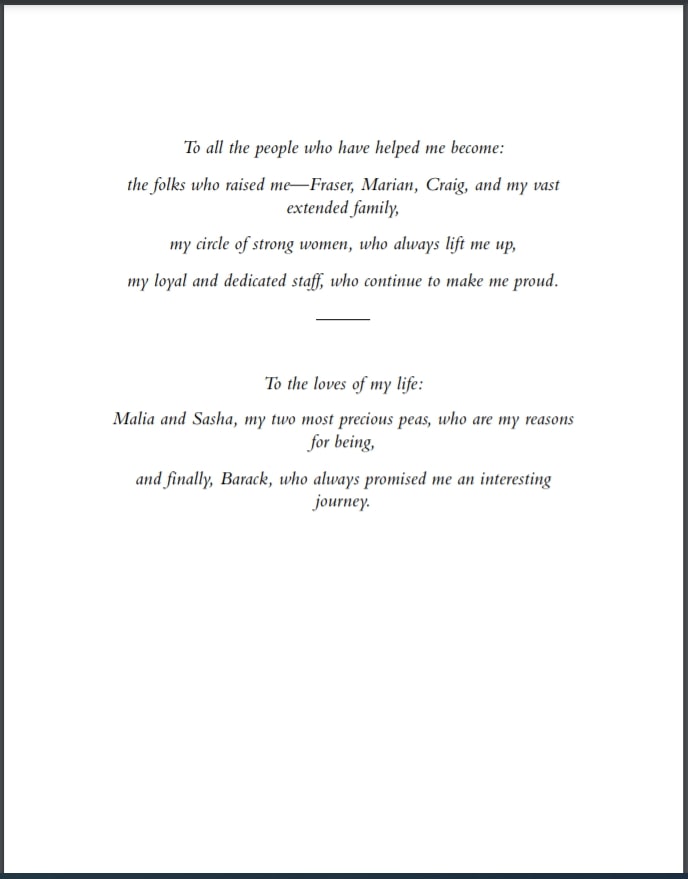 To all the people who have helped me become:
the folks who raised me—Fraser, Marian, Craig, and my vast
extended family,
my circle of strong women, who always lift me up,
my loyal and dedicated staff, who continue to make me proud.
To the loves of my life:
Malia and Sasha, my two most precious peas, who are my reasons
for being,
and finally, Barack, who always promised me an interesting
journey.